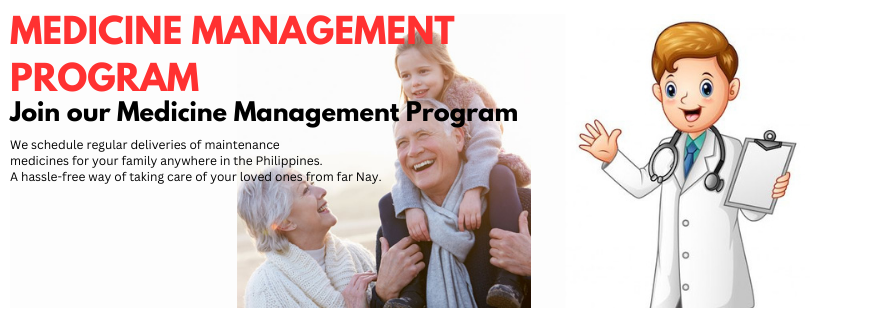 MEDICINE MANAGEMENT
PROGRAM
Join our Medicine Management Program
We schedule regular deliveries of maintenance
medicines for your family anywhere in the Philippines.
A hassle-free way of taking care of your loved ones from far Nay.